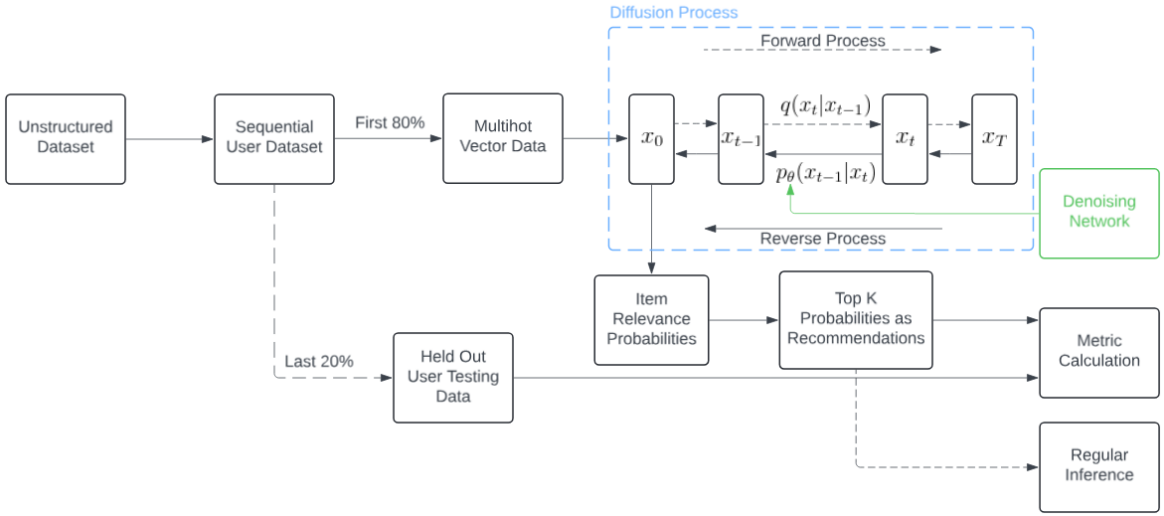 Diffusion Process
Forward Process
Unstructured
Dataset
Sequential
User Dataset
First 80%
Multihot
Vector Data
x_0
x_{t-1}
q(x_t|x_{t-1})
x_t
x_T
p_θ(x_{t-1}|x_t)
Reverse Process
Denoising
Network
Item
Relevance
Probabilities
Top K
Probabilities as
Recommendations
Metric
Calculation
Last 20%
Held Out
User Testing
Data
Regular
Inference